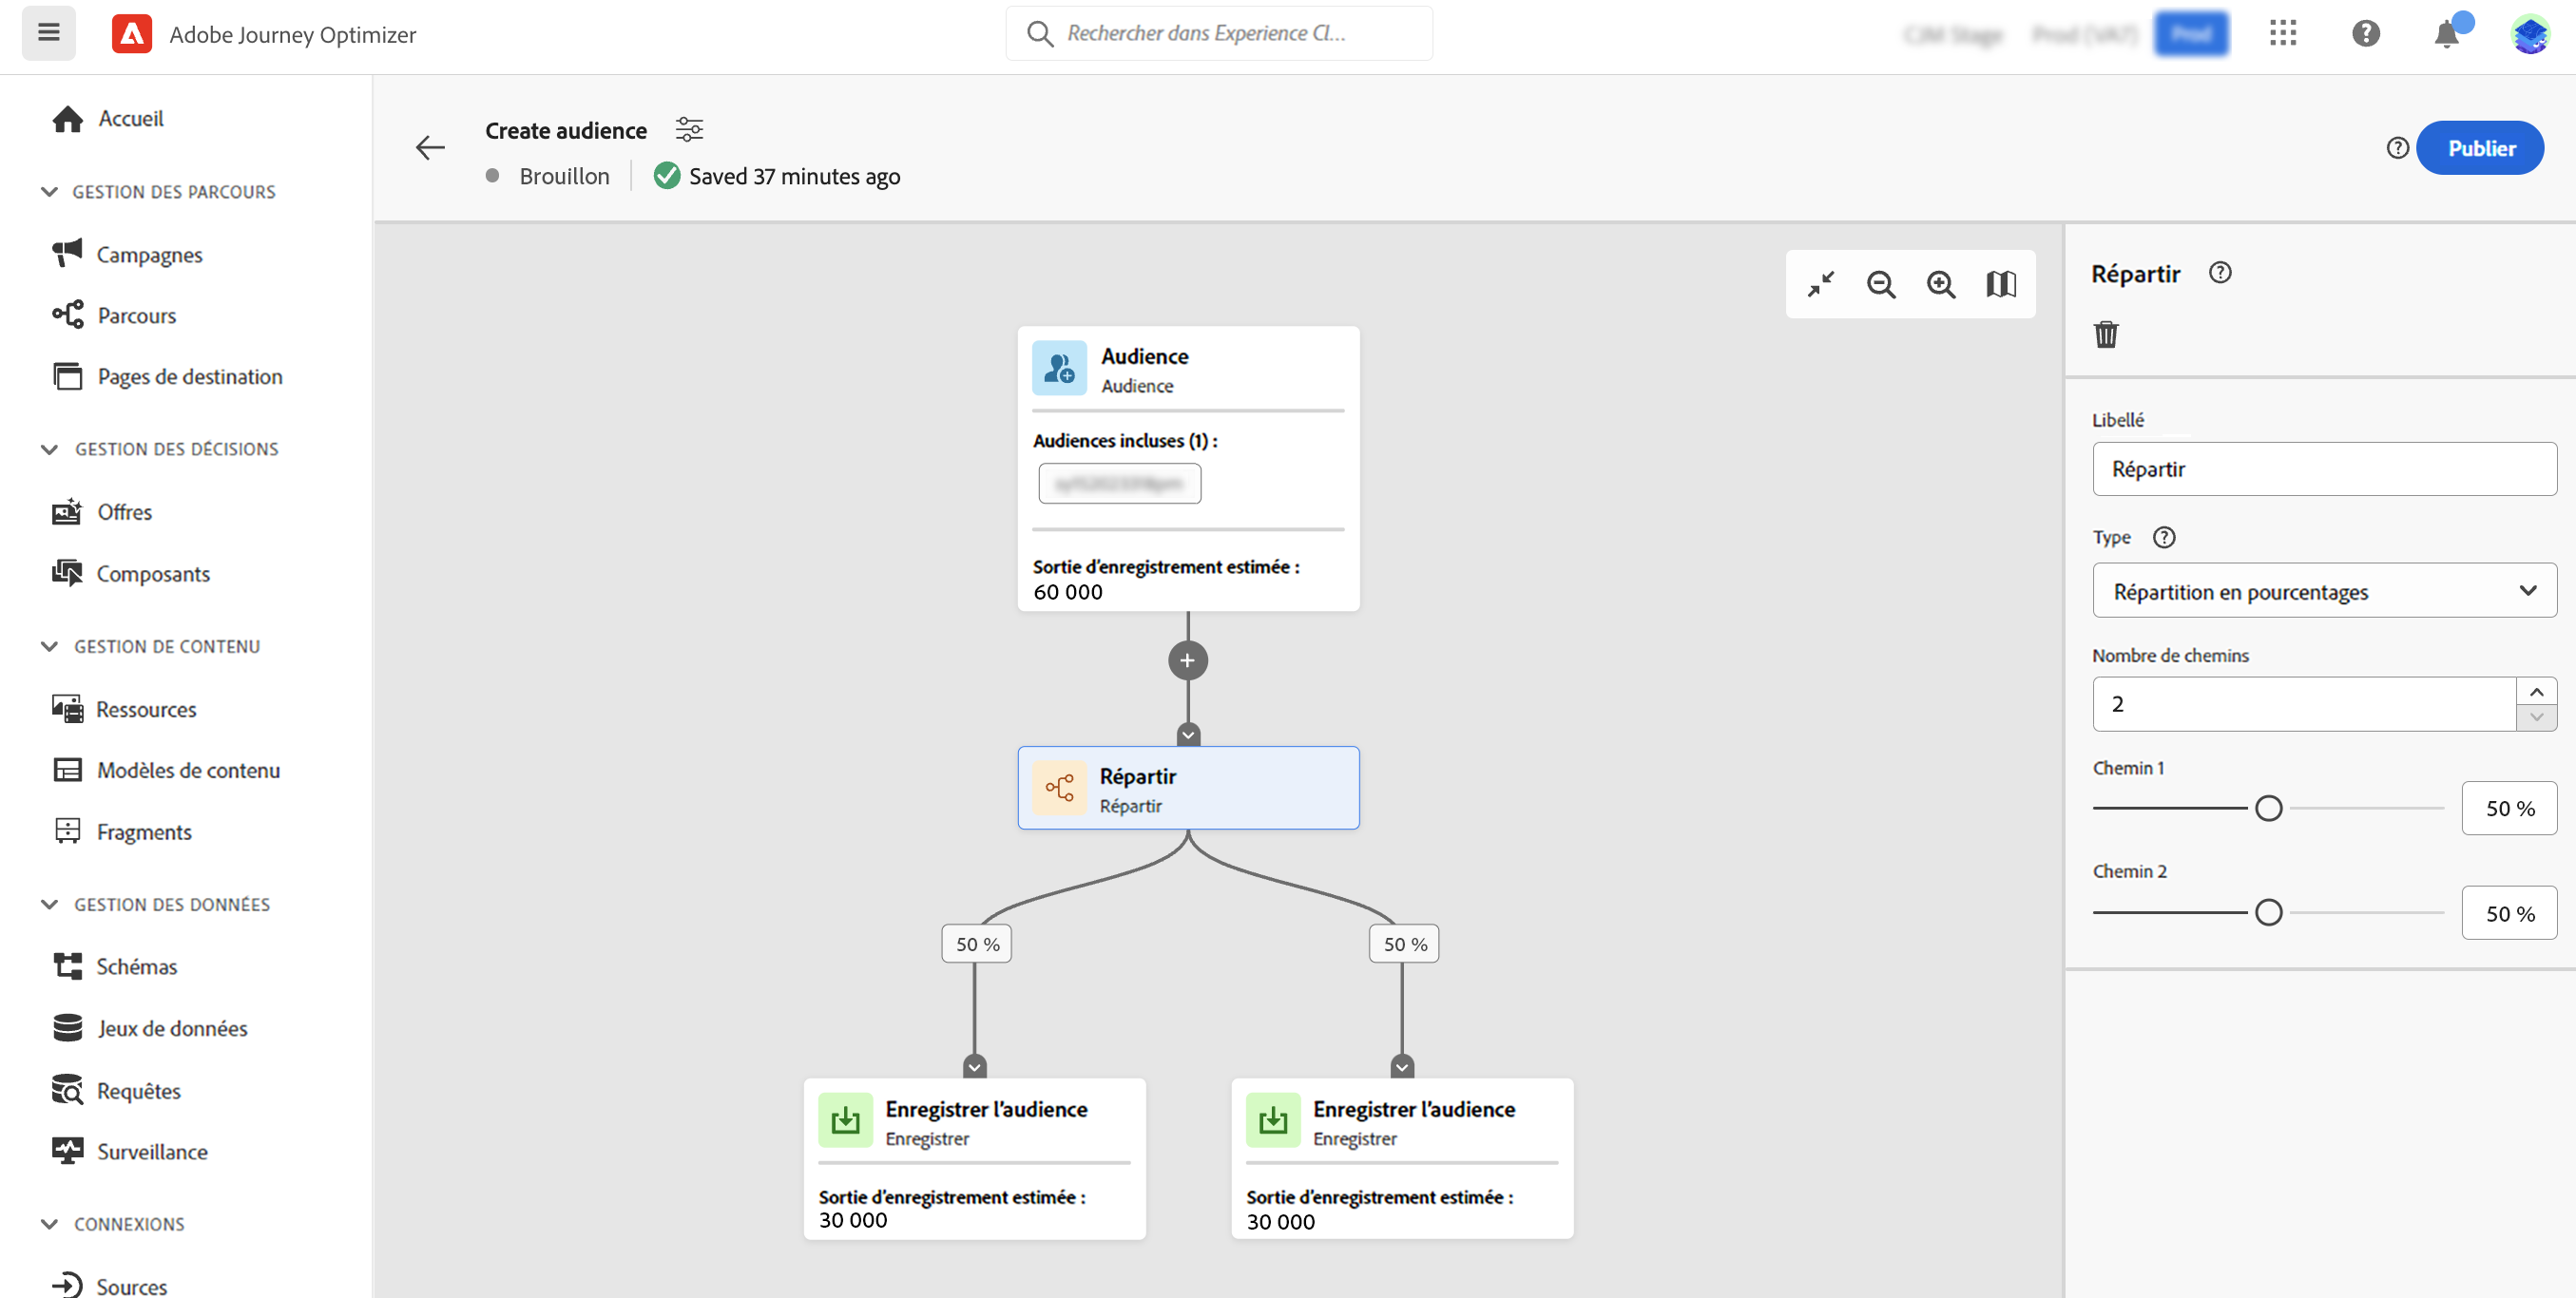 Adobe Journey Optimizer
Rechercher dans Experience Cl...
Accueil
GESTION DES PARCOURS
Campagnes
Parcours
Pages de destination
GESTION DES DÉCISIONS
Offres
Composants
GESTION DE CONTENU
Ressources
Modèles de contenu
Fragments
GESTION DES DONNÉES
Schémas
Jeux de données
Requêtes
Surveillance
CONNEXIONS
Sources
Create audience
Brouillon
Saved 37 minutes ago
Publier
Audience
Audience
Audiences incluses (1) :
Sortie d'enregistrement estimée :
60 000
Répartir
Répartir
50 %
50 %
Enregistrer l'audience
Enregistrer
Sortie d'enregistrement estimée :
30 000
Enregistrer l'audience
Enregistrer
Sortie d'enregistrement estimée :
30 000
Répartir
Libellé
Répartir
Type
Répartition en pourcentages
Nombre de chemins
2
Chemin 1
50 %
Chemin 2
50 %